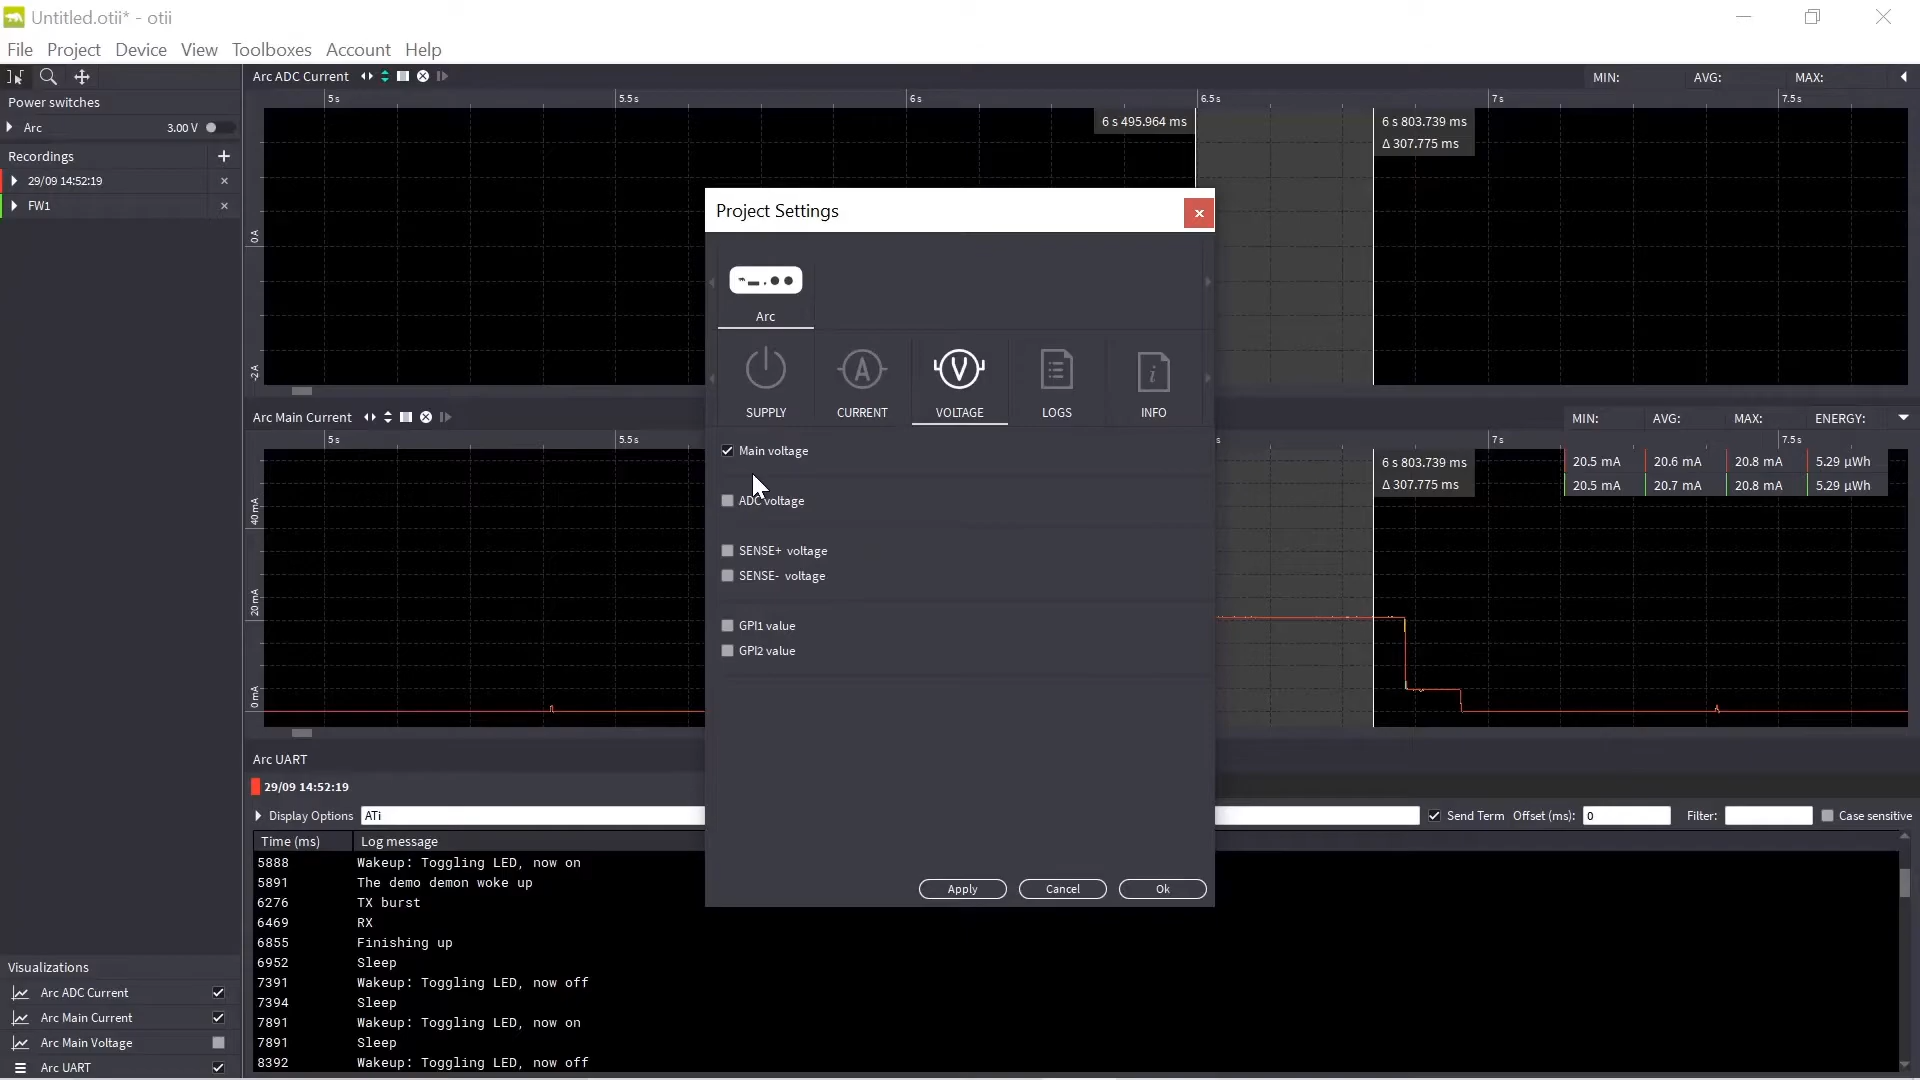 Untitled.otii* - otii
File Project Device View Toolboxes Account Help
Arc ADC Current
MIN: AVG: MAX:
Power switches
5 s 5.5 s 6 s 6.5 s 7 s 7.5 s
Arc 3.00 V
6 s 495.964 ms
6 s 803.739 ms
Δ 307.775 ms
Recordings
29/09 14:52:19
FW1
0 A
-2 A
Project Settings
Arc
SUPPLY CURRENT VOLTAGE LOGS INFO
Main voltage
ADC voltage
SENSE+ voltage
SENSE- voltage
GPI1 value
GPI2 value
Apply Cancel Ok
Arc Main Current
MIN: AVG: MAX: ENERGY:
5 s 5.5 s s 7 s 7.5 s
6 s 803.739 ms
Δ 307.775 ms
20.5 mA 20.6 mA 20.8 mA 5.29 µWh
20.5 mA 20.7 mA 20.8 mA 5.29 µWh
40 mA
20 mA
0 mA
Arc UART
29/09 14:52:19
Display Options ATi Send Term Offset (ms): 0 Filter: Case sensitive
Time (ms) Log message
5888 Wakeup: Toggling LED, now on
5891 The demo demon woke up
6276 TX burst
6469 RX
6855 Finishing up
6952 Sleep
7391 Wakeup: Toggling LED, now off
7394 Sleep
7891 Wakeup: Toggling LED, now on
7891 Sleep
8392 Wakeup: Toggling LED, now off
Visualizations
Arc ADC Current
Arc Main Current
Arc Main Voltage
Arc UART